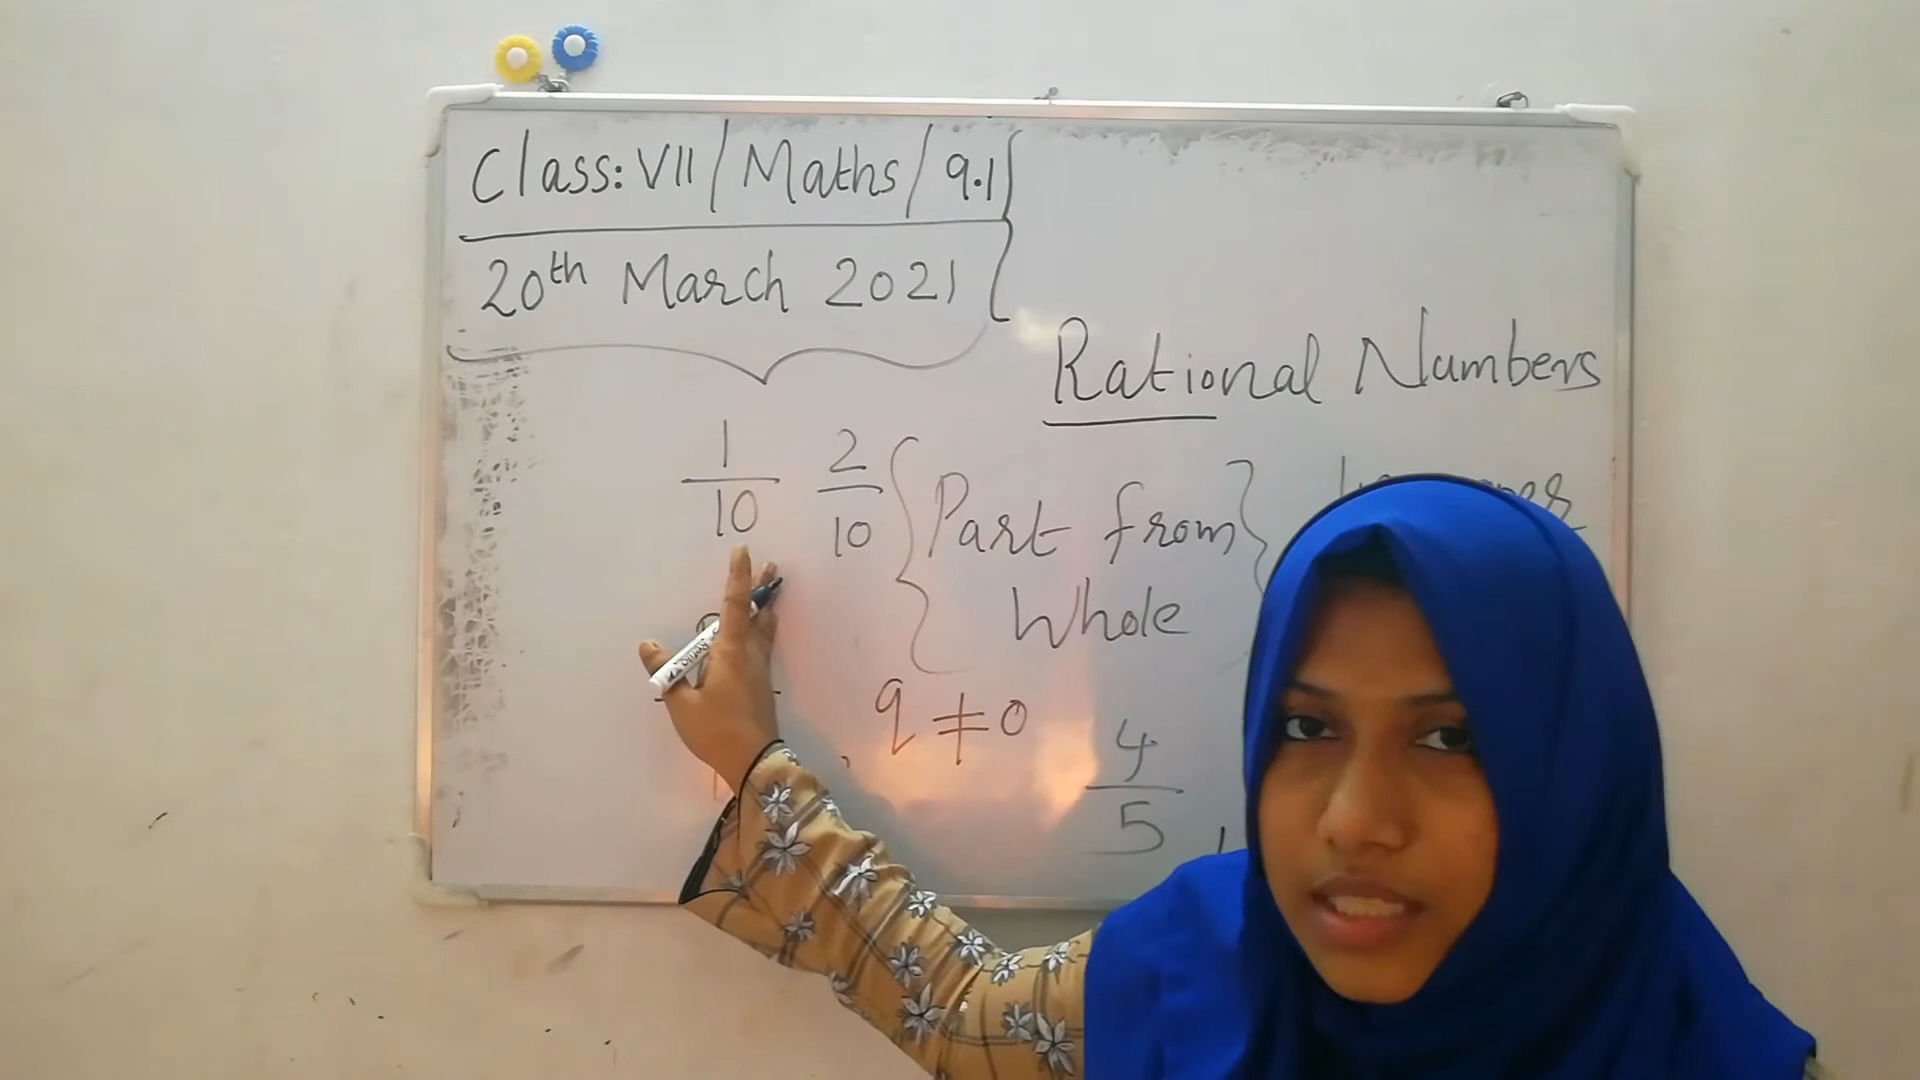 Class: VII / Maths / 9.1
20th March 2021
Rational Numbers
1/10 2/10 Part from
Whole
, q ≠ 0
4/5 ,